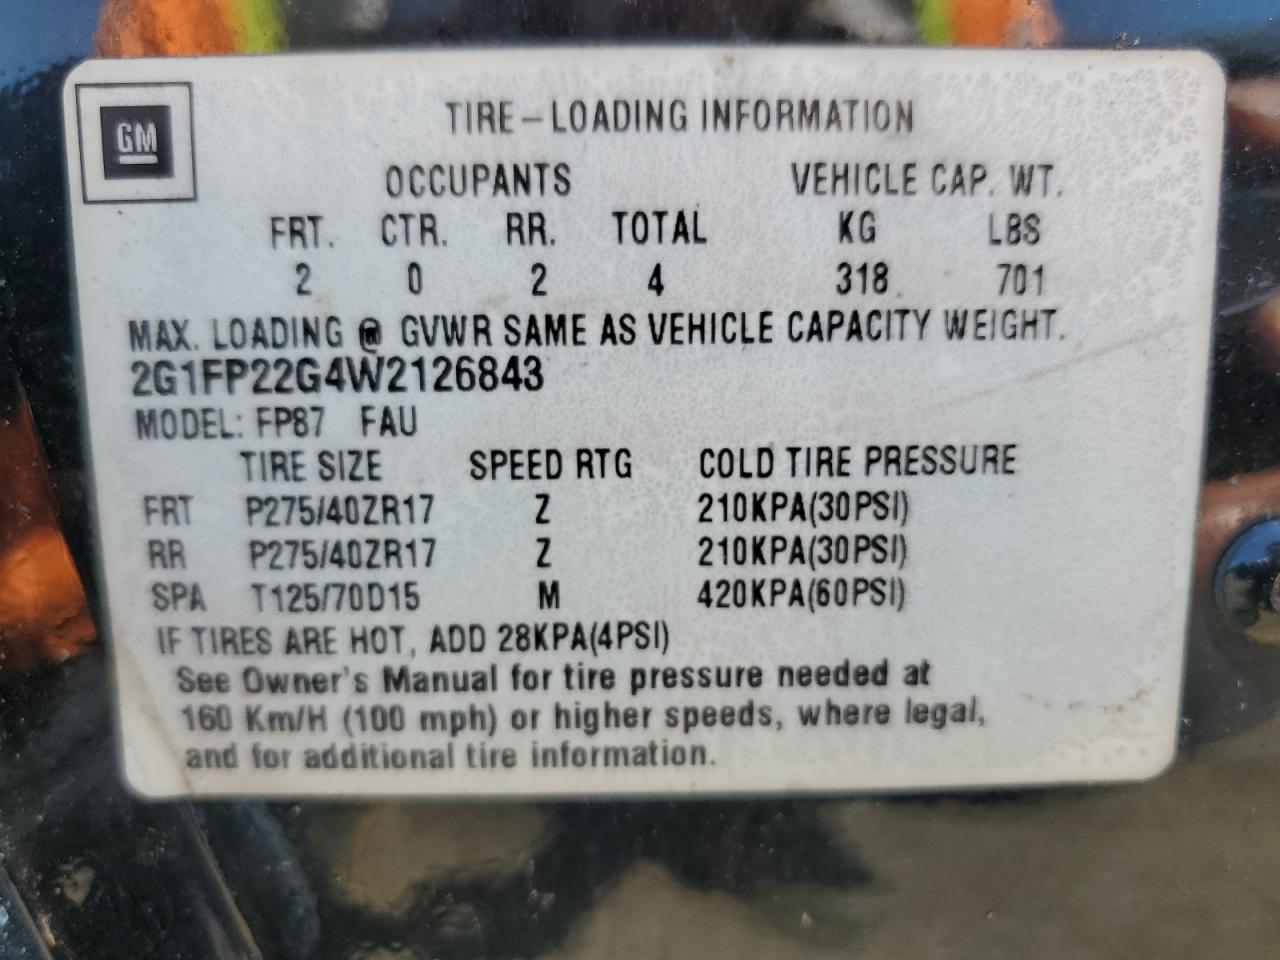 GM
TIRE-LOADING INFORMATION
OCCUPANTS VEHICLE CAP. WT.
FRT. CTR. RR. TOTAL KG LBS
2 0 2 4 318 701
MAX. LOADING @ GVWR SAME AS VEHICLE CAPACITY WEIGHT.
2G1FP22G4W2126843
MODEL: FP87 FAU
TIRE SIZE SPEED RTG COLD TIRE PRESSURE
FRT P275/40ZR17 Z 210KPA(30PSI)
RR P275/40ZR17 Z 210KPA(30PSI)
SPA T125/70D15 M 420KPA(60PSI)
IF TIRES ARE HOT, ADD 28KPA(4PSI)
See Owner's Manual for tire pressure needed at
160 Km/H (100 mph) or higher speeds, where legal,
and for additional tire information.